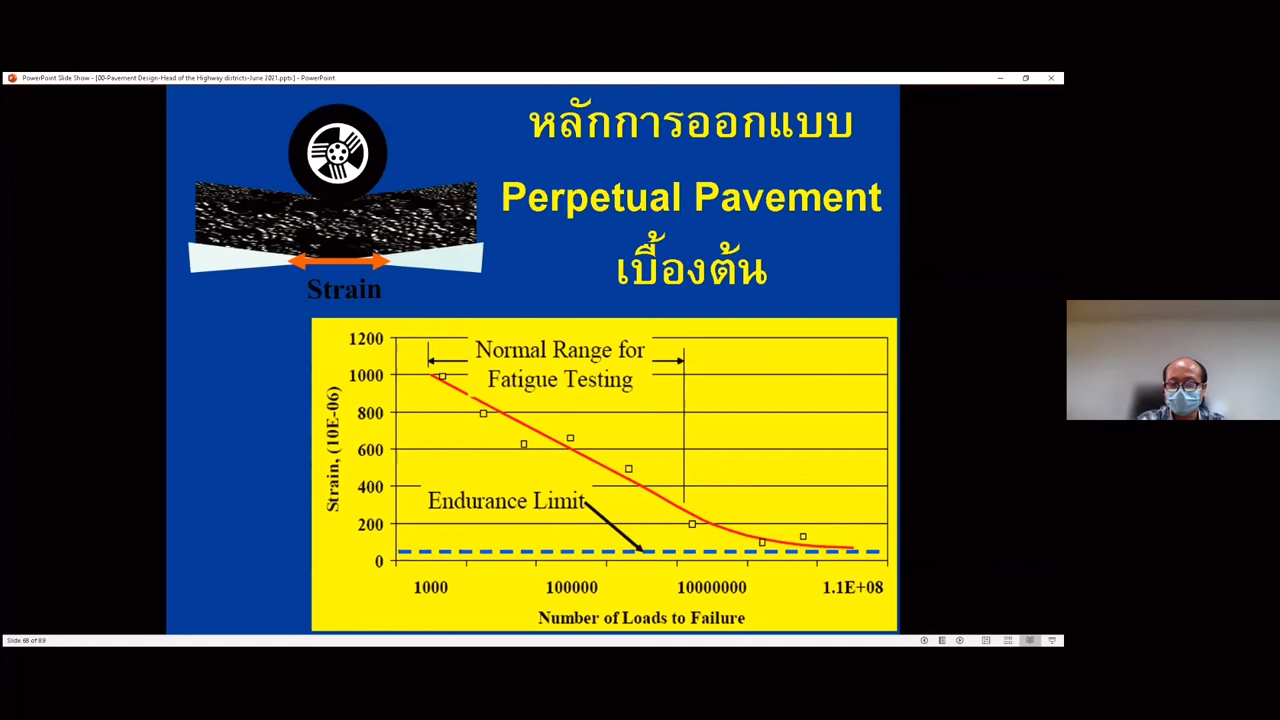 PowerPoint Slide Show - [00-Pavement Design-Head of the Highway districts-June 2021.pptx] - PowerPoint
หลักการออกแบบ
Perpetual Pavement
เบื้องต้น
Strain
1200
1000
800
600
400
200
0
Strain, (10E-06)
Normal Range for
Fatigue Testing
Endurance Limit
1000
100000
10000000
1.1E+08
Number of Loads to Failure
Slide 68 of 89